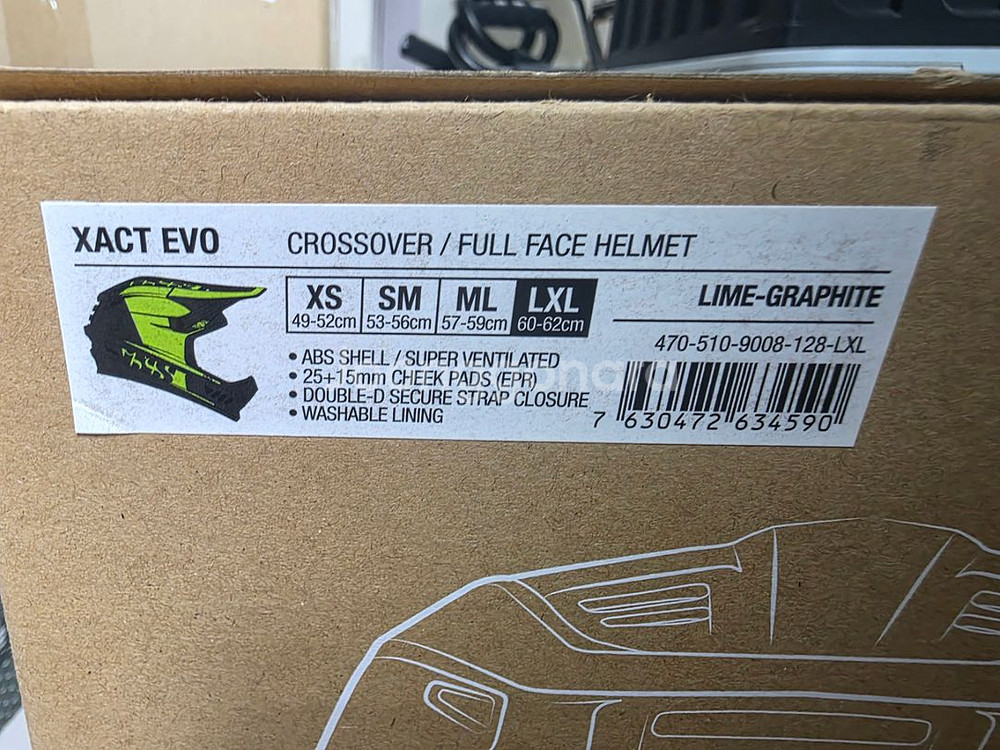 XACT EVO
CROSSOVER / FULL FACE HELMET
XS SM ML LXL
49-52cm 53-56cm 57-59cm 60-62cm
LIME-GRAPHITE
470-510-9008-128-LXL
• ABS SHELL / SUPER VENTILATED
• 25+15mm CHEEK PADS (EPR)
• DOUBLE-D SECURE STRAP CLOSURE
• WASHABLE LINING
7 630472 634590